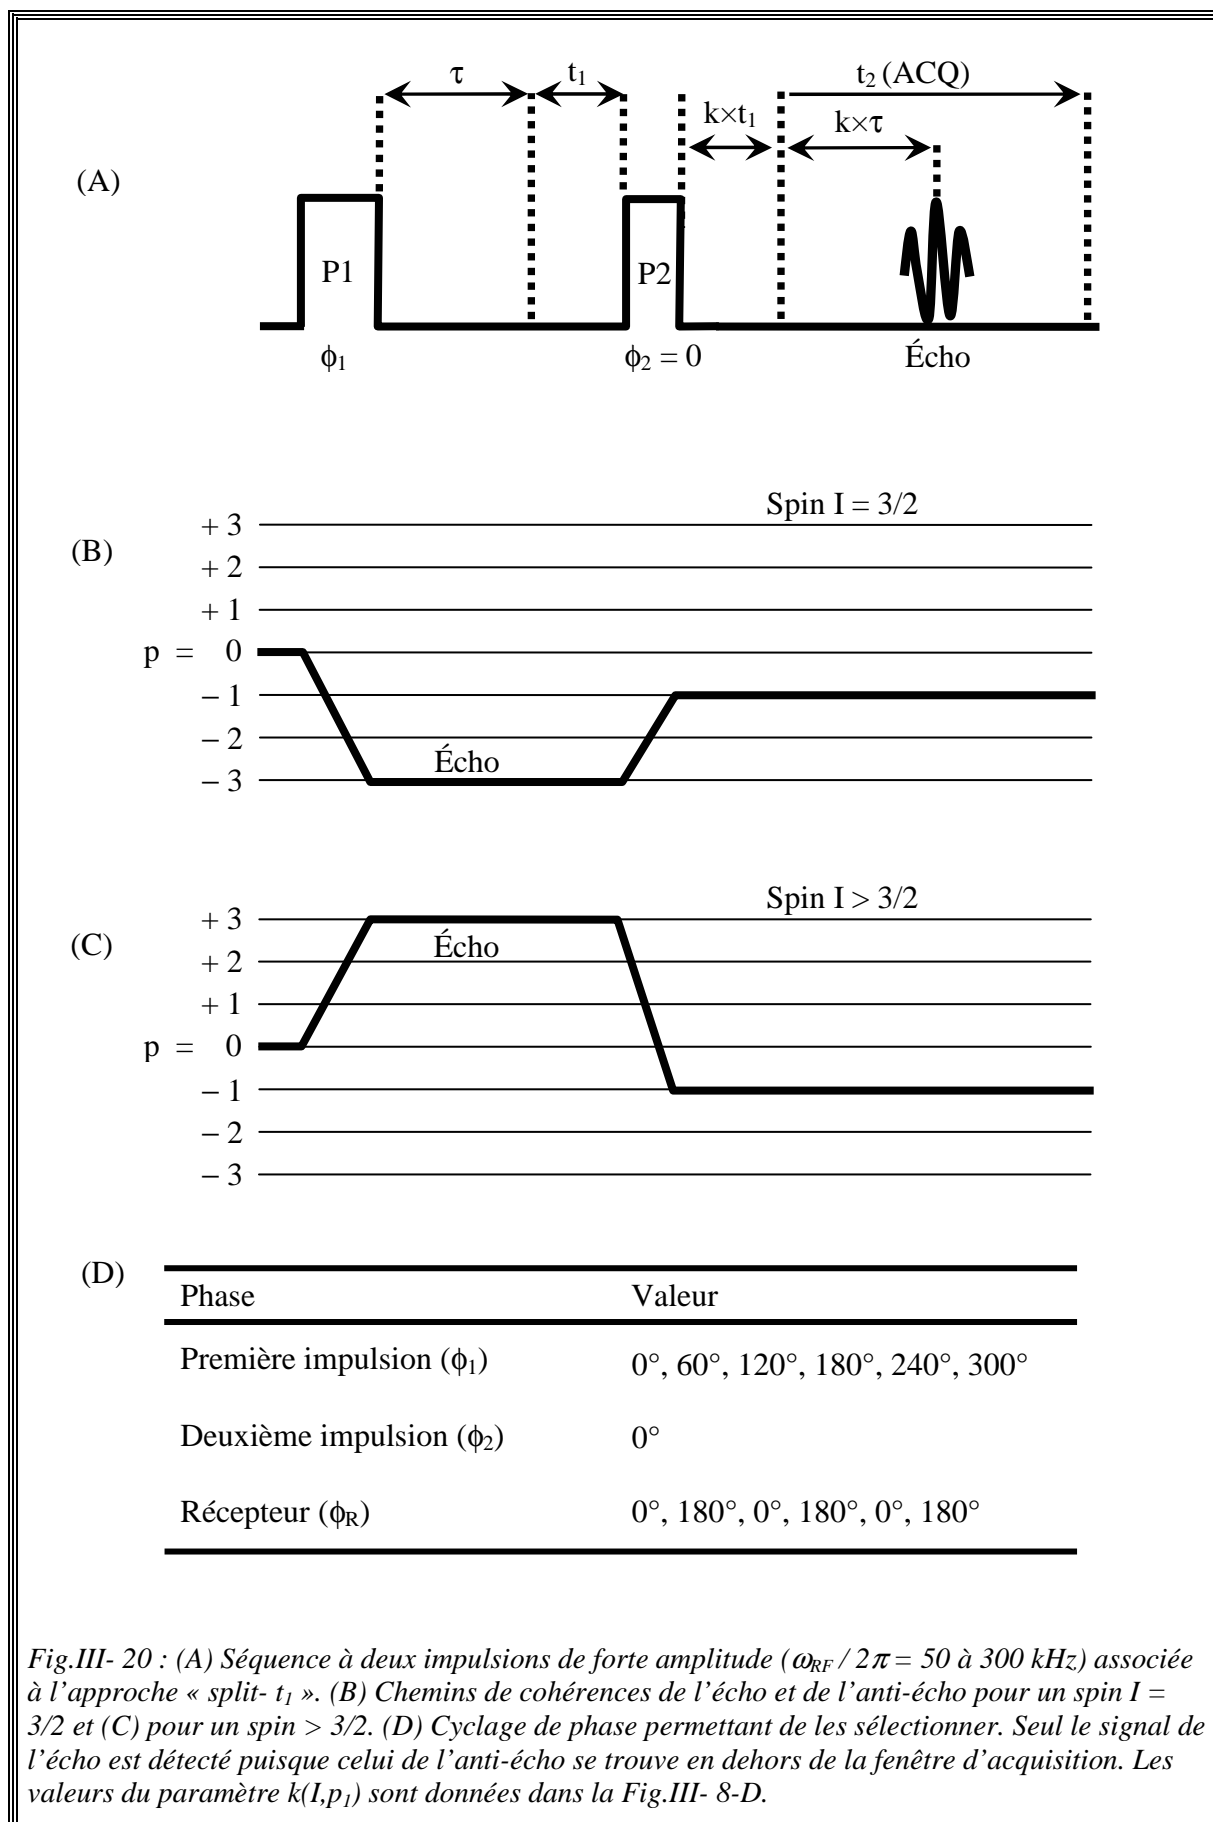 τ t₁ t₂ (ACQ)
k×t₁ k×τ
(A)
P1 P2
ϕ₁ ϕ₂ = 0 Écho
Spin I = 3/2
(B)
+ 3
+ 2
+ 1
p = 0
– 1
– 2
Écho
– 3
Spin I > 3/2
(C)
+ 3
Écho
+ 2
+ 1
p = 0
– 1
– 2
– 3
(D)
Phase Valeur
Première impulsion (ϕ₁) 0°, 60°, 120°, 180°, 240°, 300°
Deuxième impulsion (ϕ₂) 0°
Récepteur (ϕ_R) 0°, 180°, 0°, 180°, 0°, 180°
Fig.III- 20 : (A) Séquence à deux impulsions de forte amplitude (ω_RF / 2π = 50 à 300 kHz) associée
à l’approche « split- t₁ ». (B) Chemins de cohérences de l’écho et de l’anti-écho pour un spin I =
3/2 et (C) pour un spin > 3/2. (D) Cyclage de phase permettant de les sélectionner. Seul le signal de
l’écho est détecté puisque celui de l’anti-écho se trouve en dehors de la fenêtre d’acquisition. Les
valeurs du paramètre k(I,p₁) sont données dans la Fig.III- 8-D.